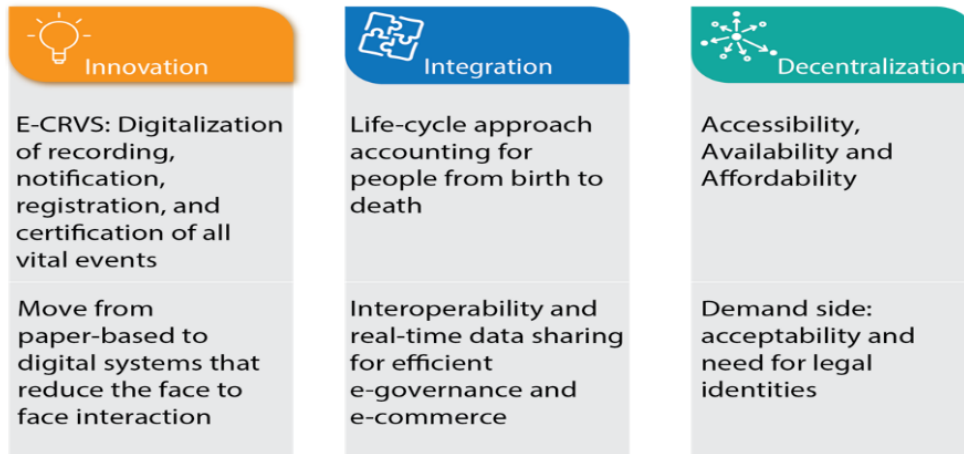 Innovation
E-CRVS: Digitalization
of recording,
notification,
registration, and
certification of all
vital events
Move from
paper-based to
digital systems that
reduce the face to
face interaction
Integration
Life-cycle approach
accounting for
people from birth to
death
Interoperability and
real-time data sharing
for efficient
e-governance and
e-commerce
Decentralization
Accessibility,
Availability and
Affordability
Demand side:
acceptability and
need for legal
identities